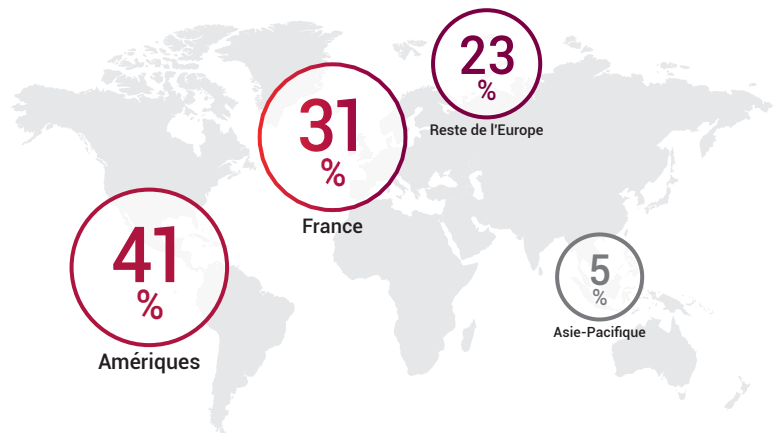 23
%
Reste de l'Europe
31
%
France
41
%
Amériques
5
%
Asie-Pacifique